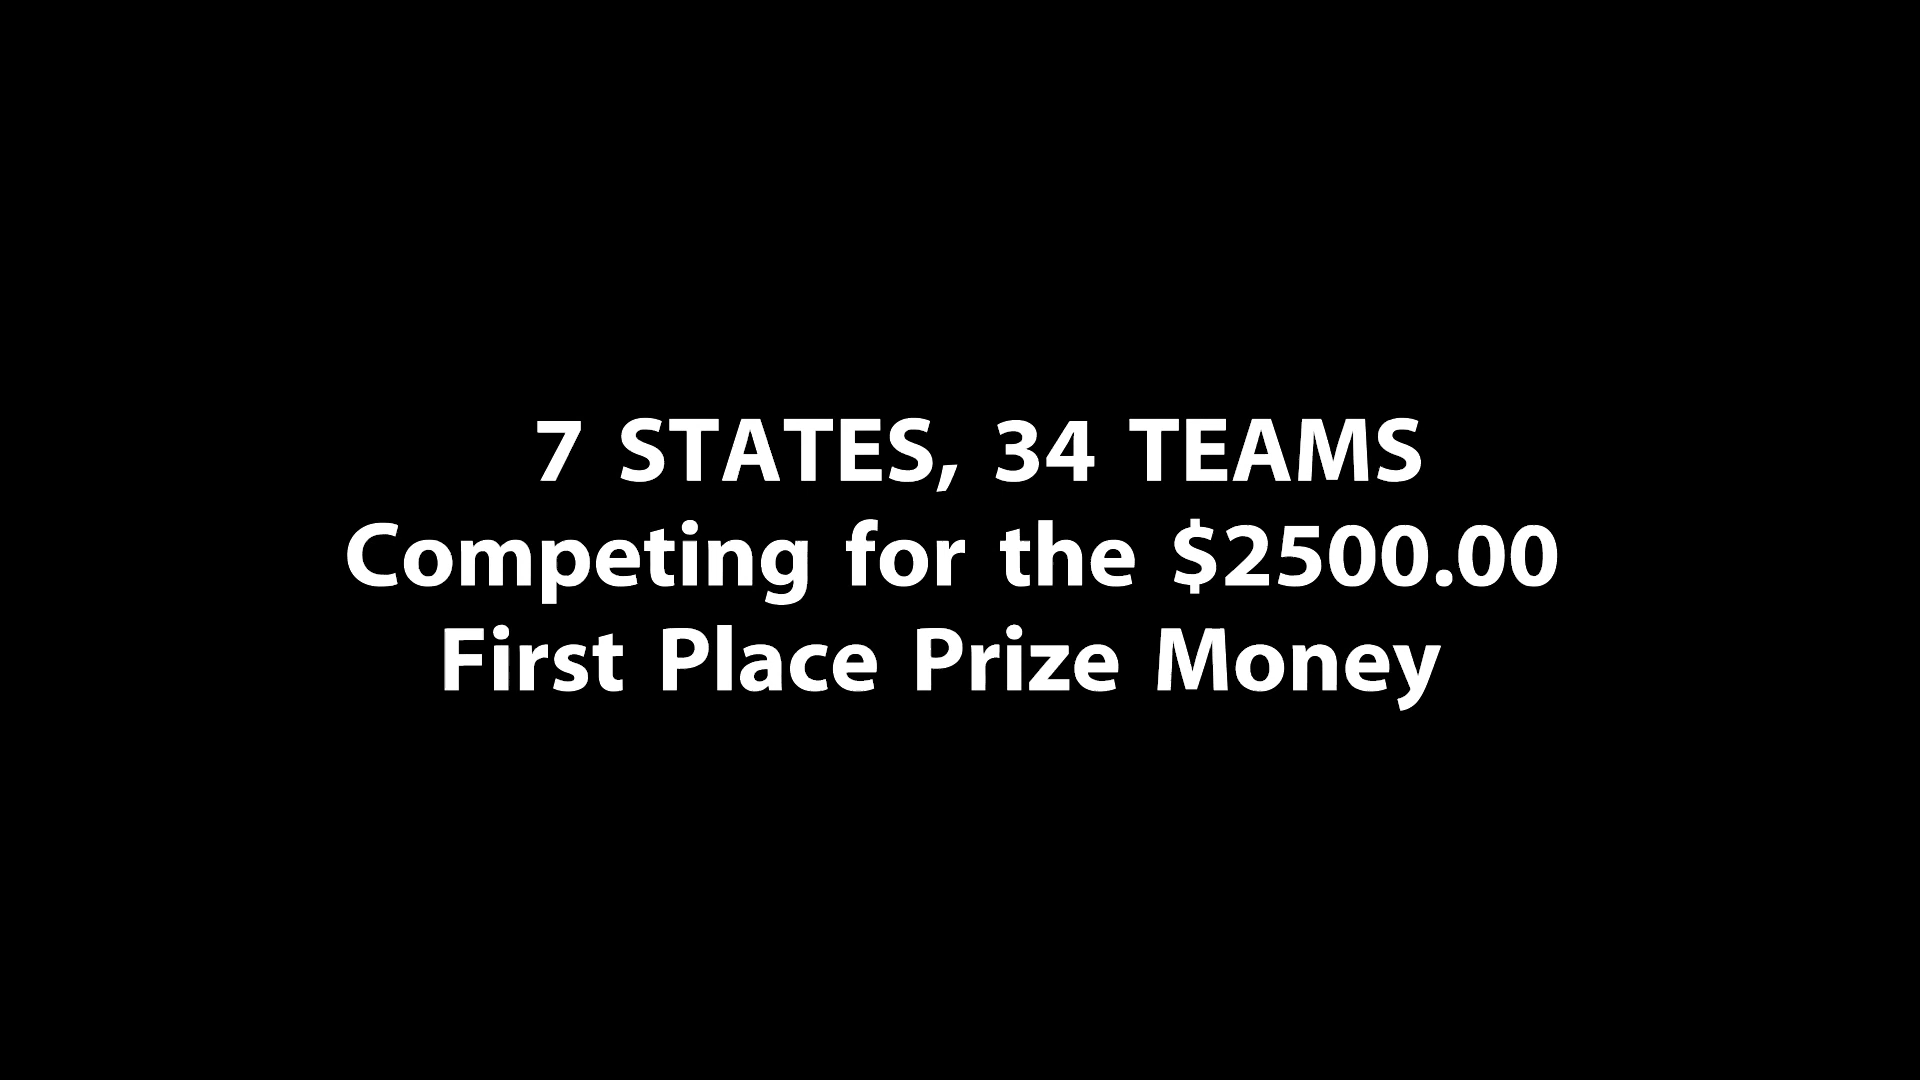 7 STATES, 34 TEAMS
Competing for the $2500.00
First Place Prize Money